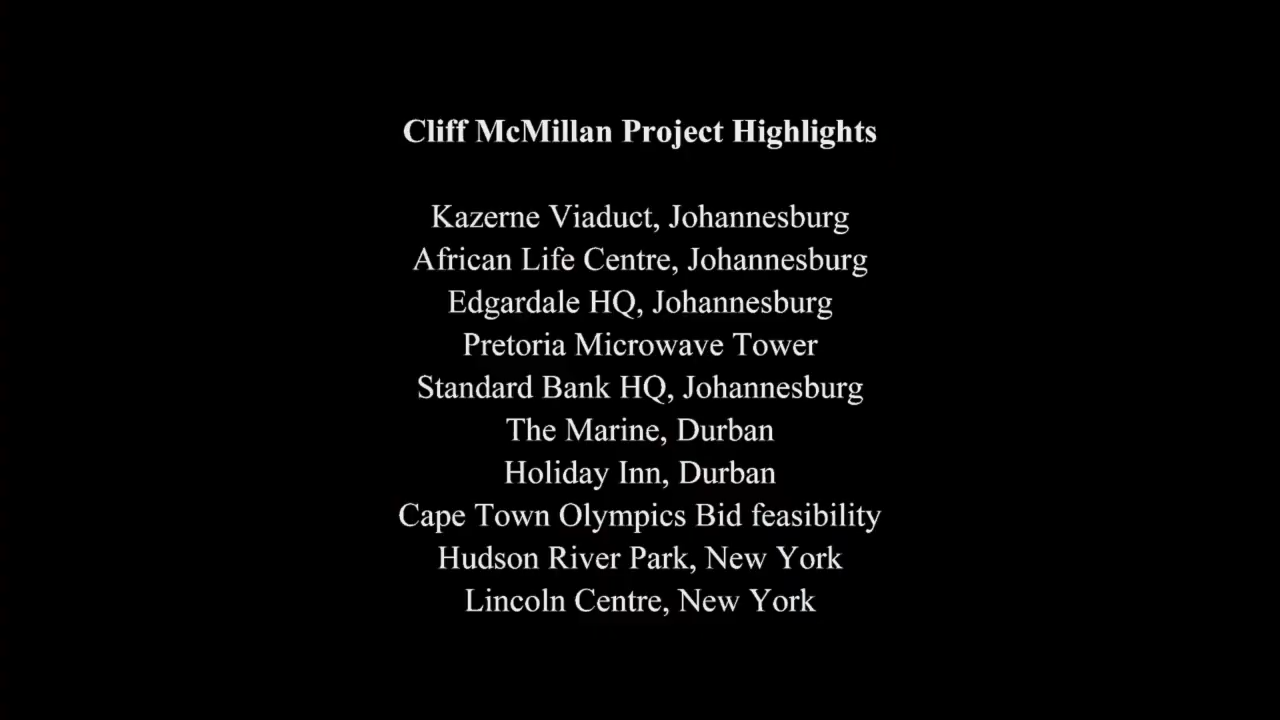 Cliff McMillan Project Highlights
Kazerne Viaduct, Johannesburg
African Life Centre, Johannesburg
Edgardale HQ, Johannesburg
Pretoria Microwave Tower
Standard Bank HQ, Johannesburg
The Marine, Durban
Holiday Inn, Durban
Cape Town Olympics Bid feasibility
Hudson River Park, New York
Lincoln Centre, New York